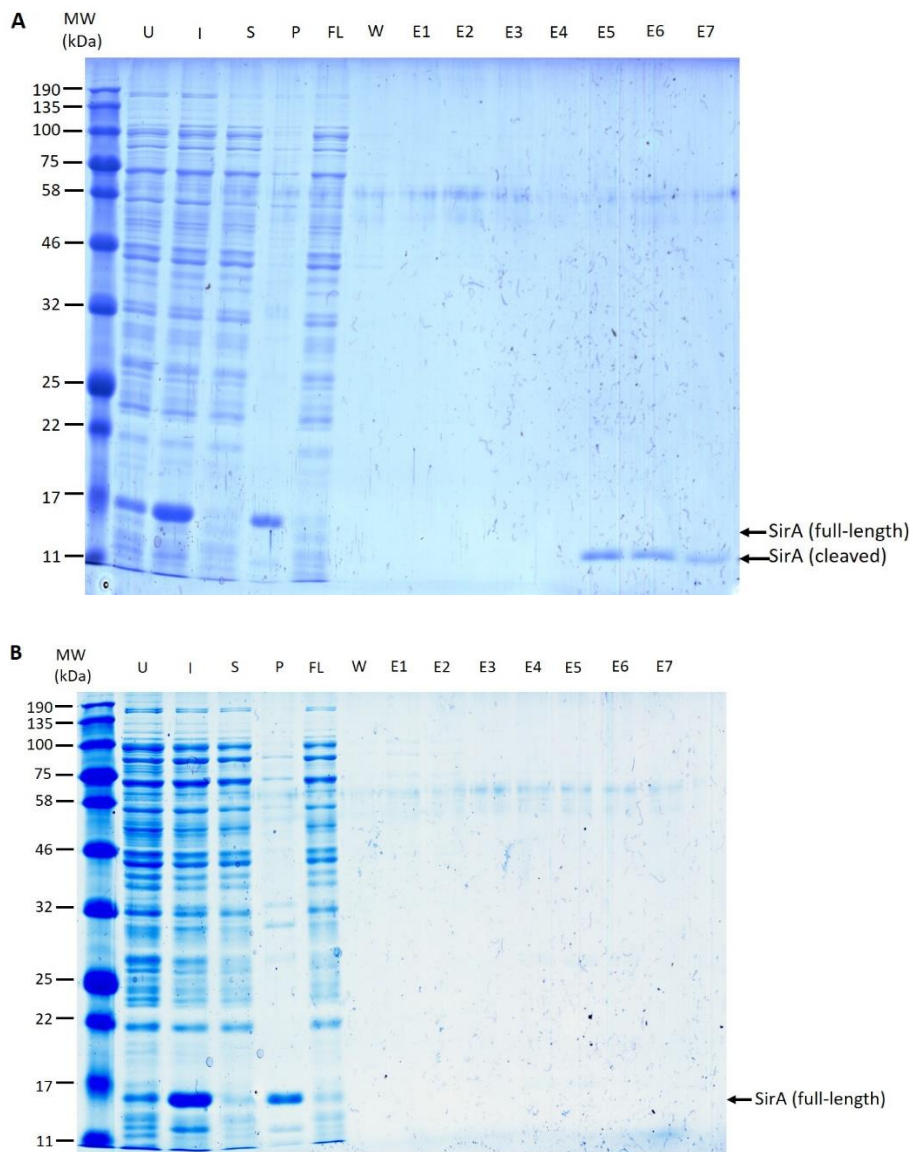 A
MW
(kDa)
U I S P FL W E1 E2 E3 E4 E5 E6 E7
190
135
100
75
58
46
32
25
22
17
SirA (full-length)
11
SirA (cleaved)
B
MW
(kDa)
U I S P FL W E1 E2 E3 E4 E5 E6 E7
190
135
100
75
58
46
32
25
22
17
SirA (full-length)
11